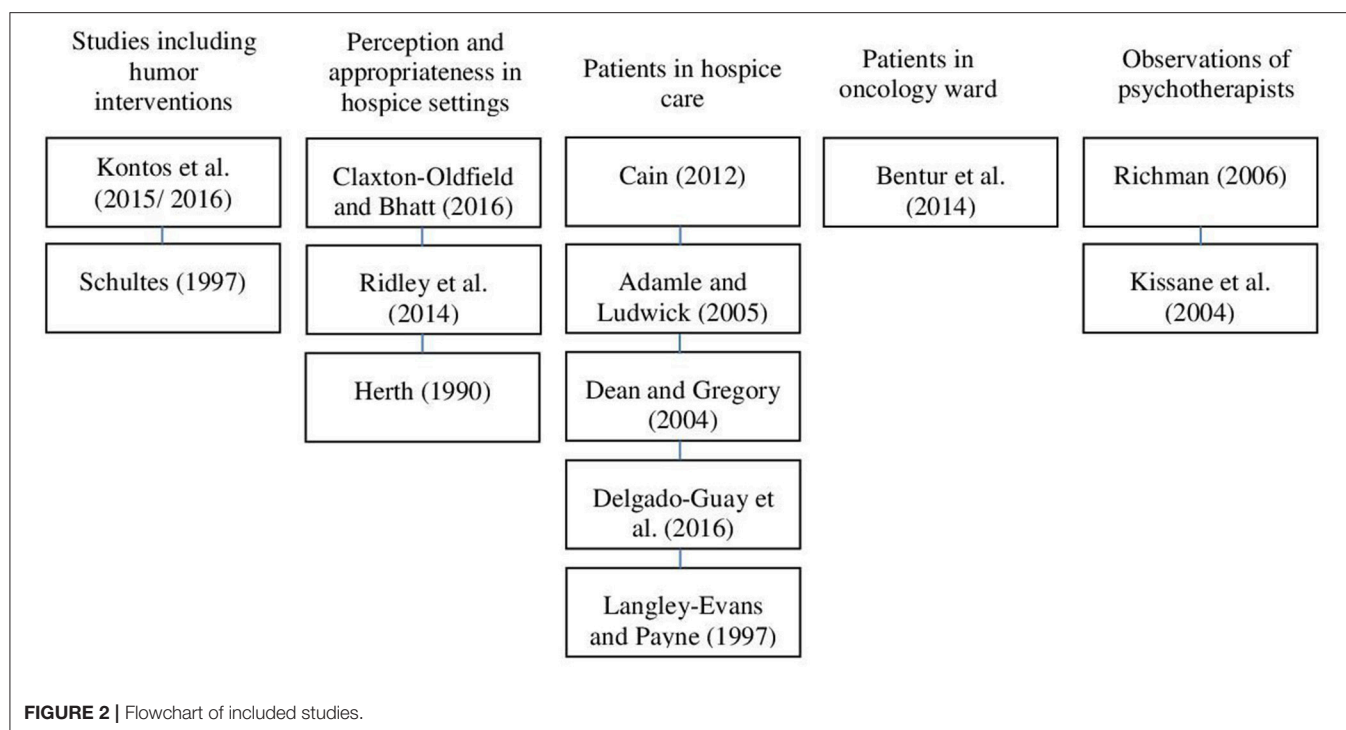 Studies including
humor
interventions
Kontos et al.
(2015/ 2016)
Schultes (1997)
Perception and
appropriateness in
hospice settings
Claxton-Oldfield
and Bhatt (2016)
Ridley et al.
(2014)
Herth (1990)
Patients in hospice
care
Cain (2012)
Adamle and
Ludwick (2005)
Dean and Gregory
(2004)
Delgado-Guay et
al. (2016)
Langley-Evans
and Payne (1997)
Patients in
oncology ward
Bentur et al.
(2014)
Observations of
psychotherapists
Richman (2006)
Kissane et al.
(2004)
FIGURE 2 | Flowchart of included studies.